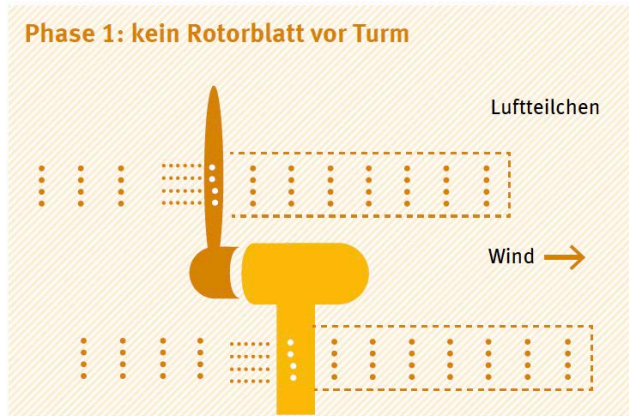 Phase 1: kein Rotorblatt vor Turm
Luftteilchen
Wind